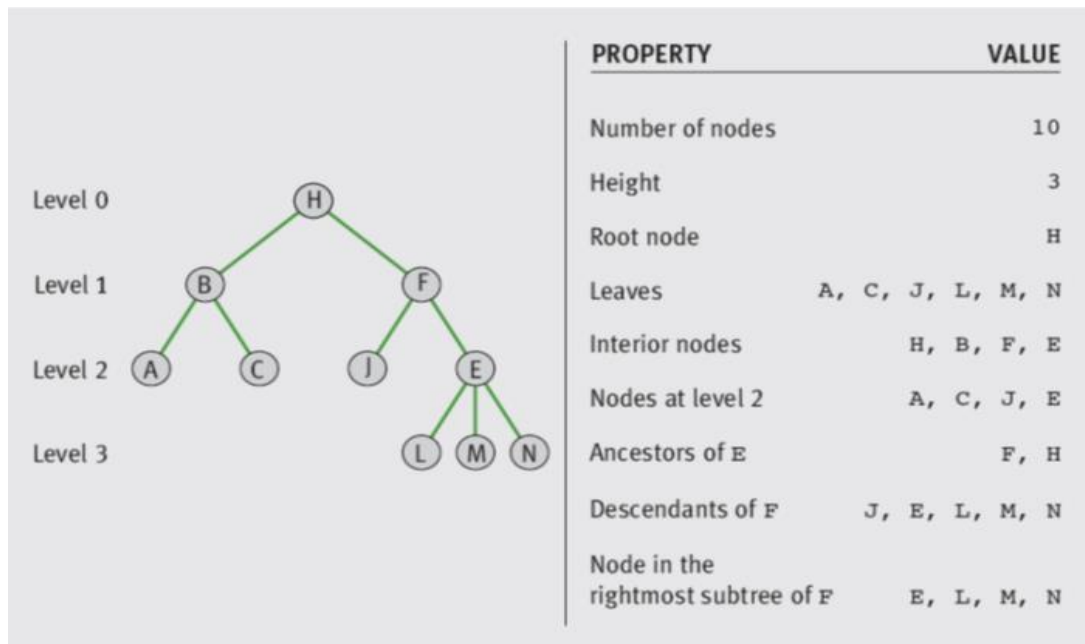 Level 0
H
Level 1
B F
Level 2
A C J E
Level 3
L M N
PROPERTY VALUE
Number of nodes 10
Height 3
Root node H
Leaves A, C, J, L, M, N
Interior nodes H, B, F, E
Nodes at level 2 A, C, J, E
Ancestors of E F, H
Descendants of F J, E, L, M, N
Node in the
rightmost subtree of F E, L, M, N